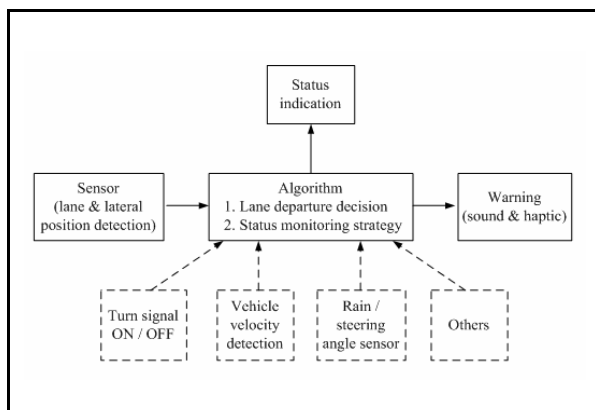 Status
indication
Sensor
(lane & lateral
position detection)
Algorithm
1. Lane departure decision
2. Status monitoring strategy
Warning
(sound & haptic)
Turn signal
ON / OFF
Vehicle
velocity
detection
Rain /
steering
angle sensor
Others